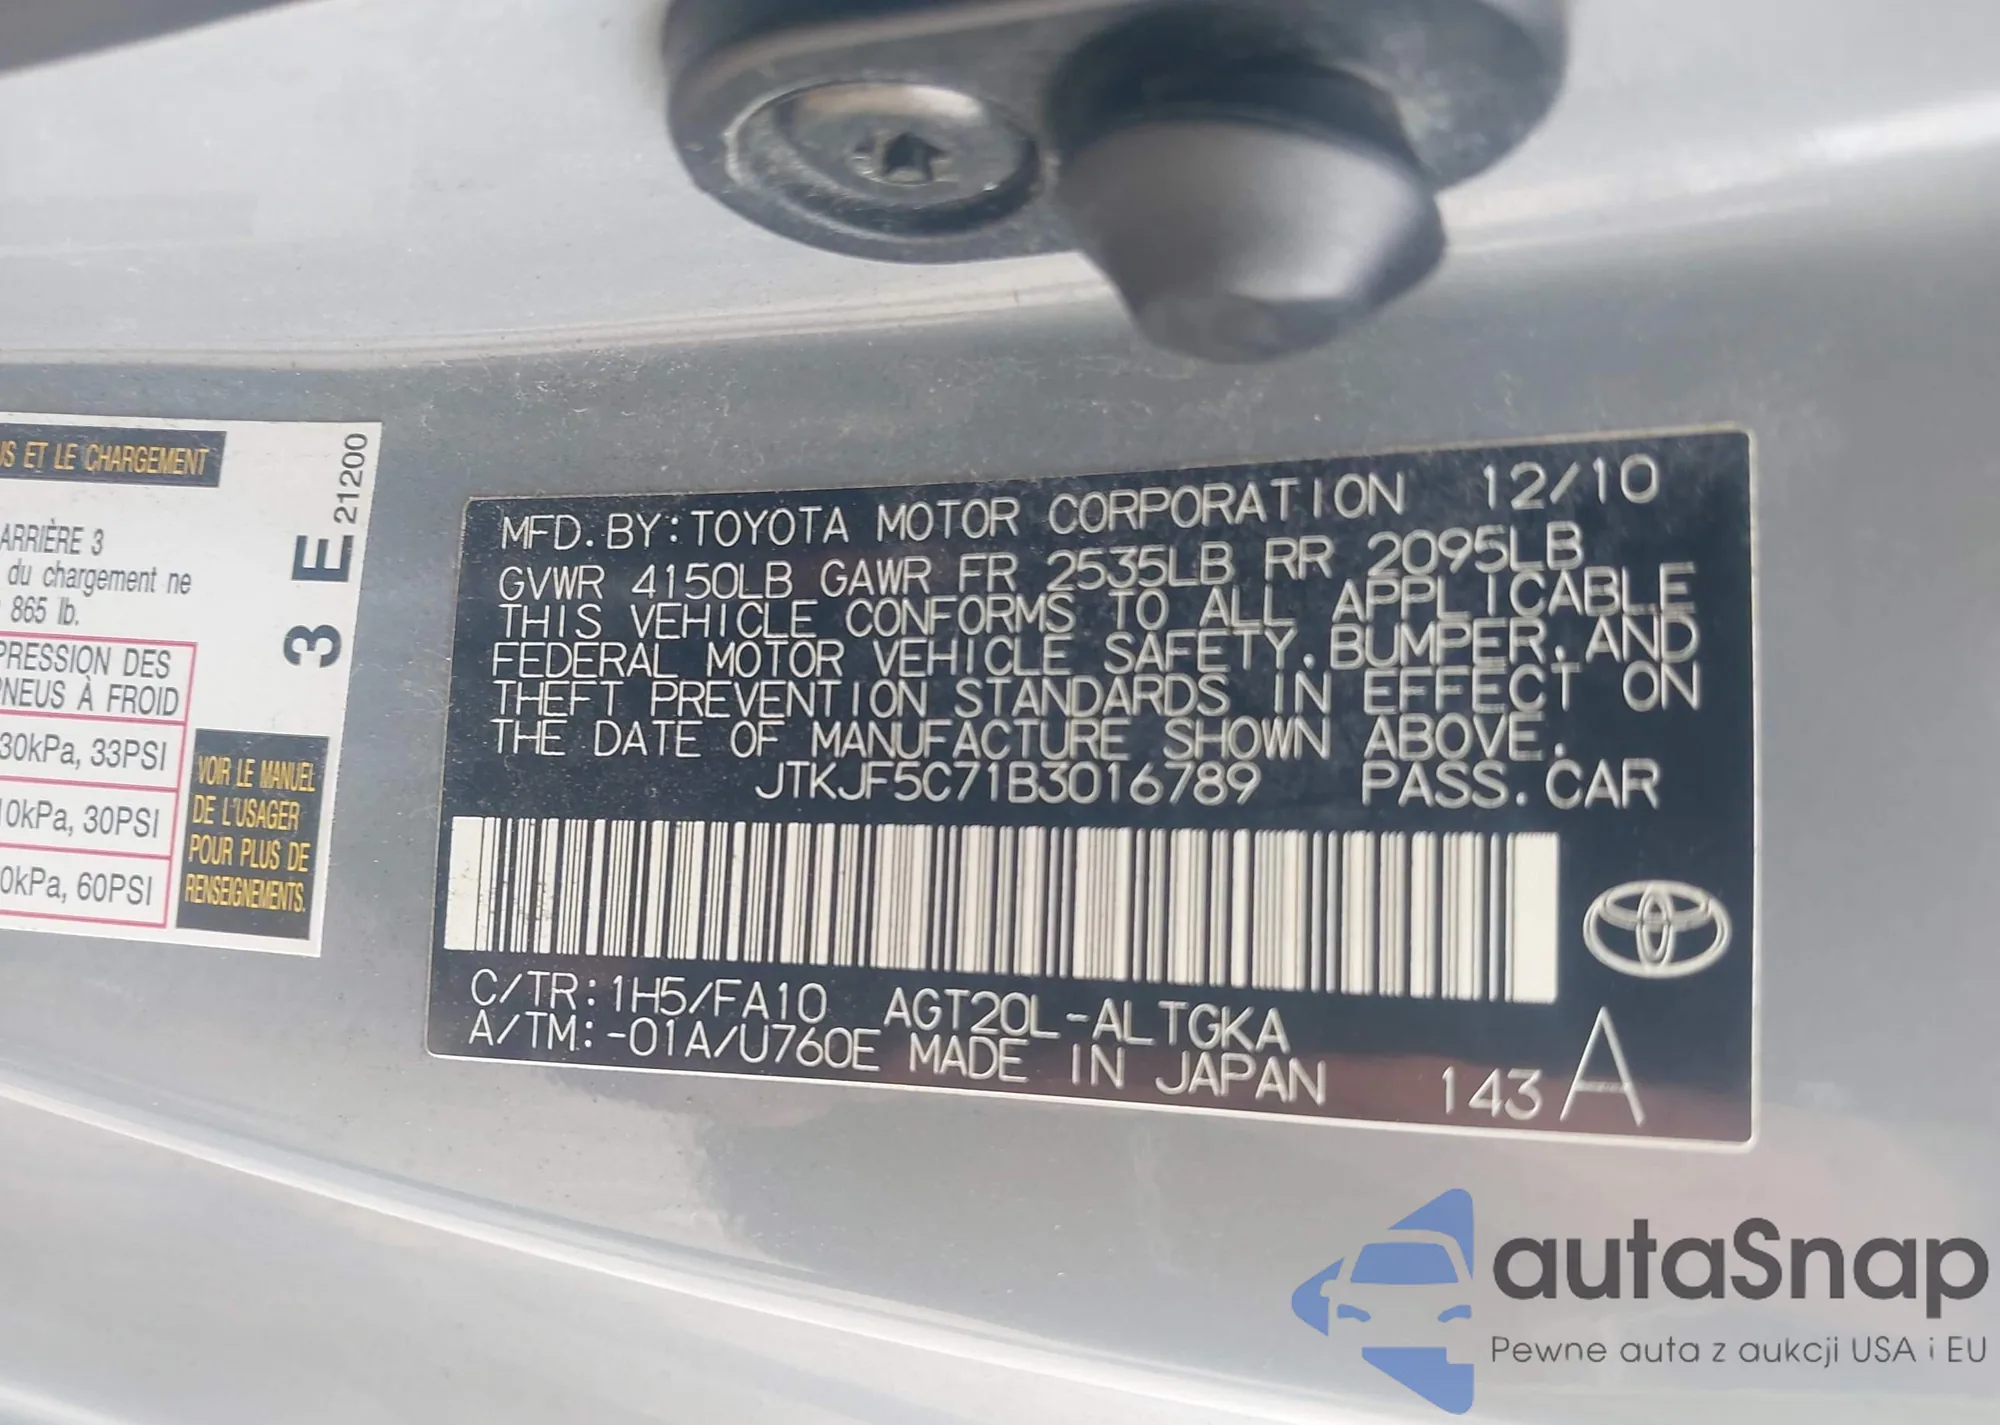 US ET LE CHARGEMENT
ARRIÈRE 3
du chargement ne
865 lb.
PRESSION DES
PNEUS À FROID
30kPa, 33PSI
10kPa, 30PSI
0kPa, 60PSI
VOIR LE MANUEL
DE L'USAGER
POUR PLUS DE
RENSEIGNEMENTS.
3 E 21200
MFD. BY: TOYOTA MOTOR CORPORATION 12/10
GVWR 4150LB GAWR FR 2535LB RR 2095LB
THIS VEHICLE CONFORMS TO ALL APPLICABLE
FEDERAL MOTOR VEHICLE SAFETY, BUMPER, AND
THEFT PREVENTION STANDARDS IN EFFECT ON
THE DATE OF MANUFACTURE SHOWN ABOVE.
JTKJF5C71B3016789 PASS. CAR
C/TR: 1H5/FA10 AGT20L-ALTGKA
A/TM: -01A/U760E MADE IN JAPAN 143 A
autaSnap
Pewne auta z aukcji USA i EU